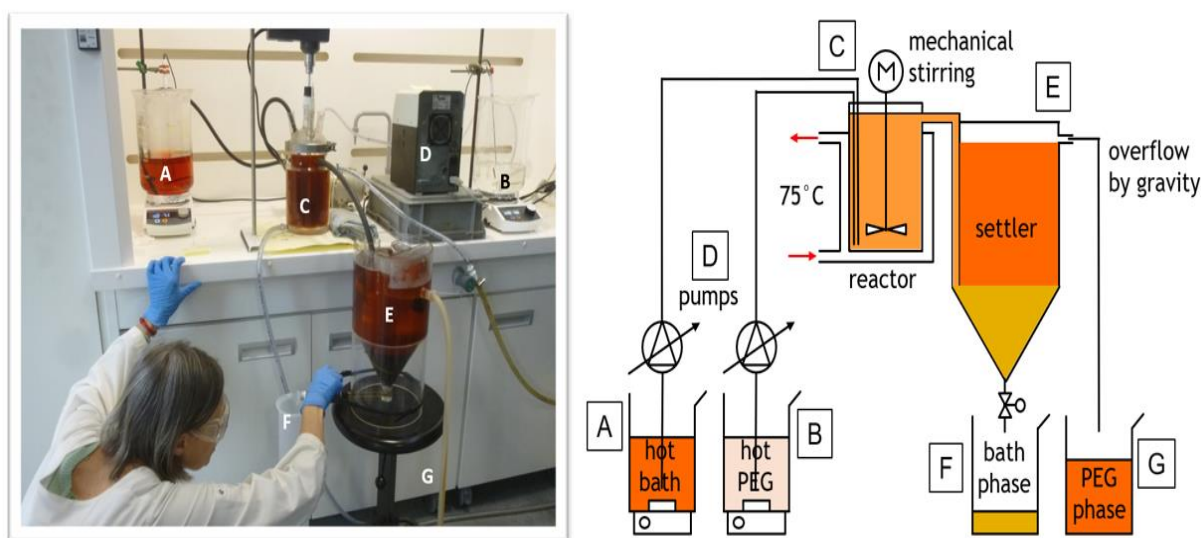 A
B
C
D
E
F
G
C
mechanical
stirring
M
E
overflow
by gravity
75°C
settler
D
reactor
pumps
A
hot
bath
hot
PEG
B
F
bath
phase
PEG
phase
G